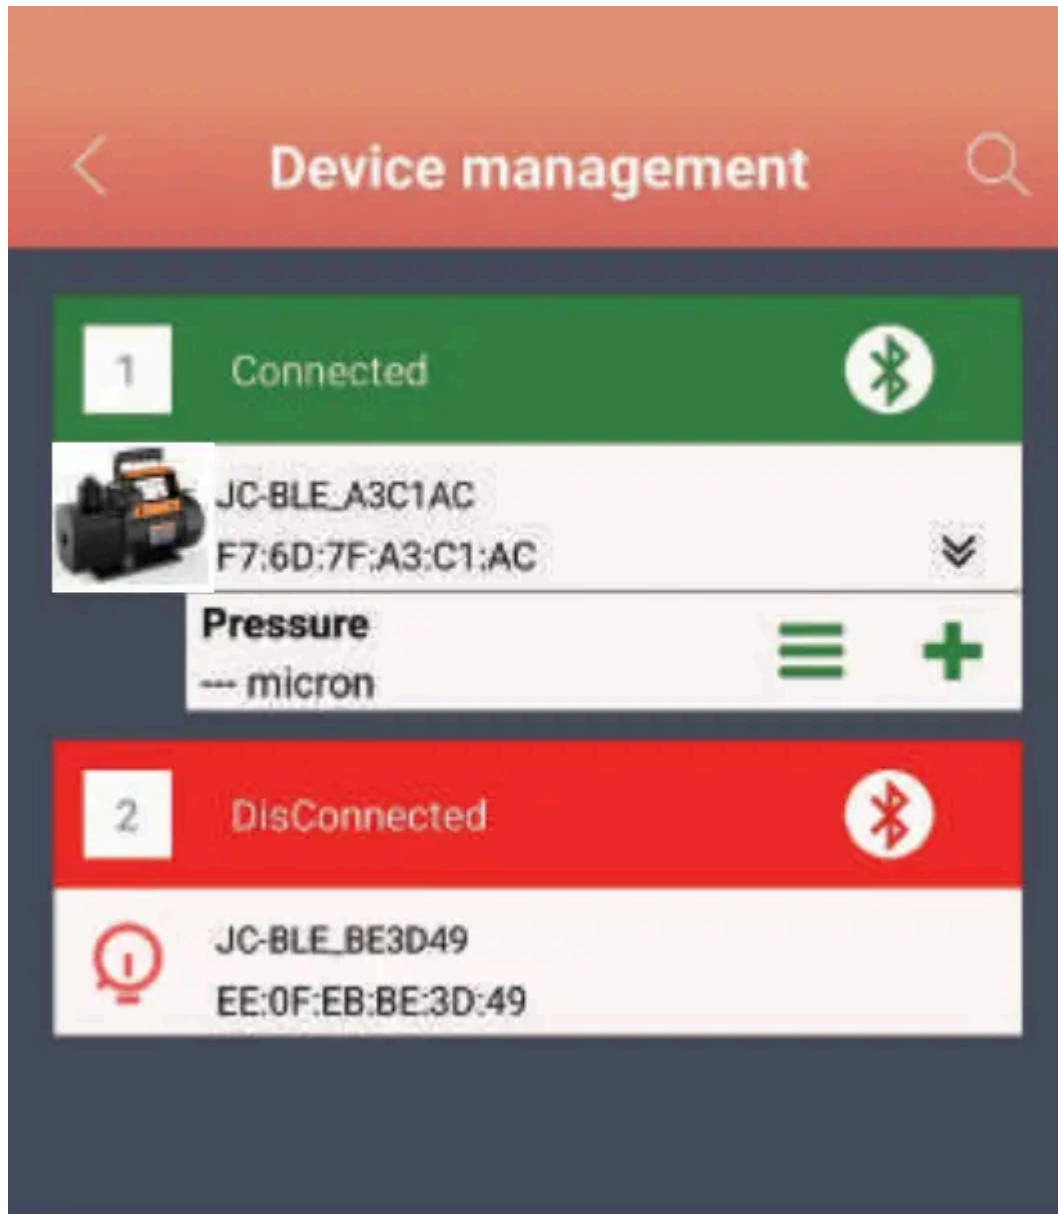 Device management
1
Connected
JC-BLE_A3C1AC
F7:6D:7F:A3:C1:AC
Pressure
--- micron
2
DisConnected
JC-BLE_BE3D49
EE:0F:EB:BE:3D:49